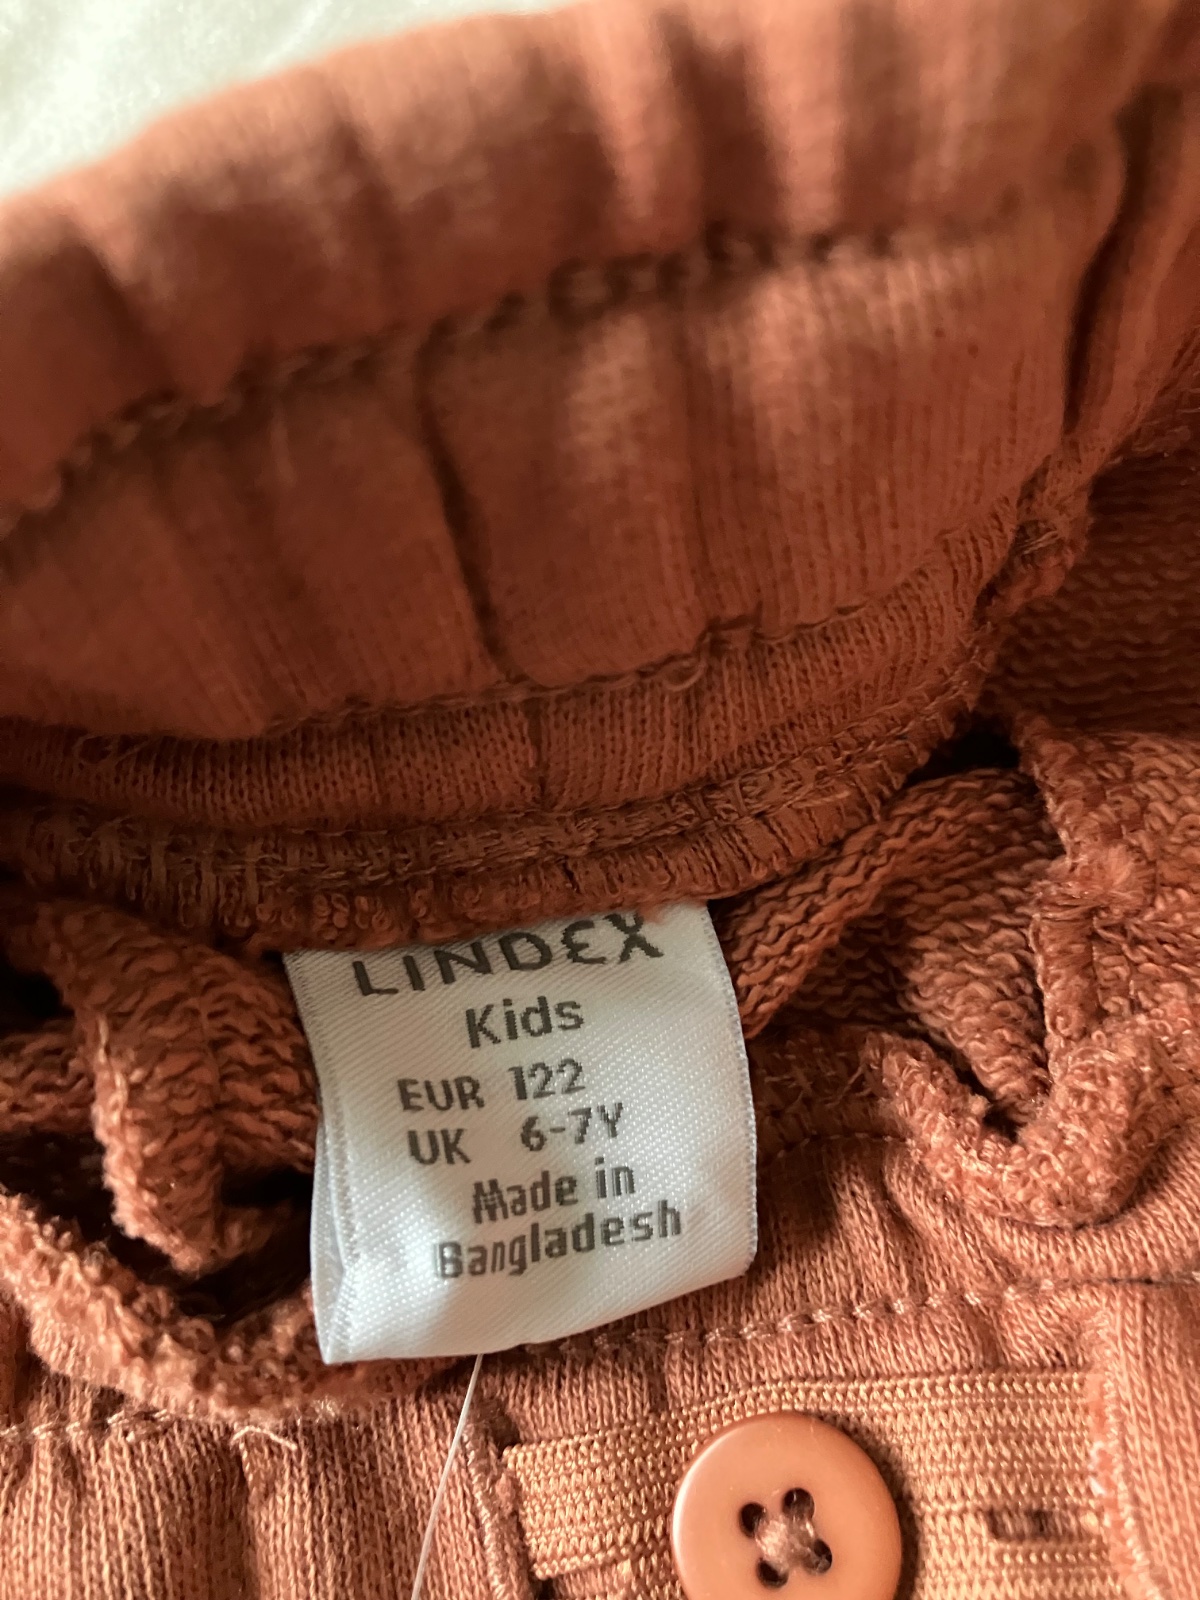 LINDEX
Kids
EUR 122
UK 6-7Y
Made in
Bangladesh